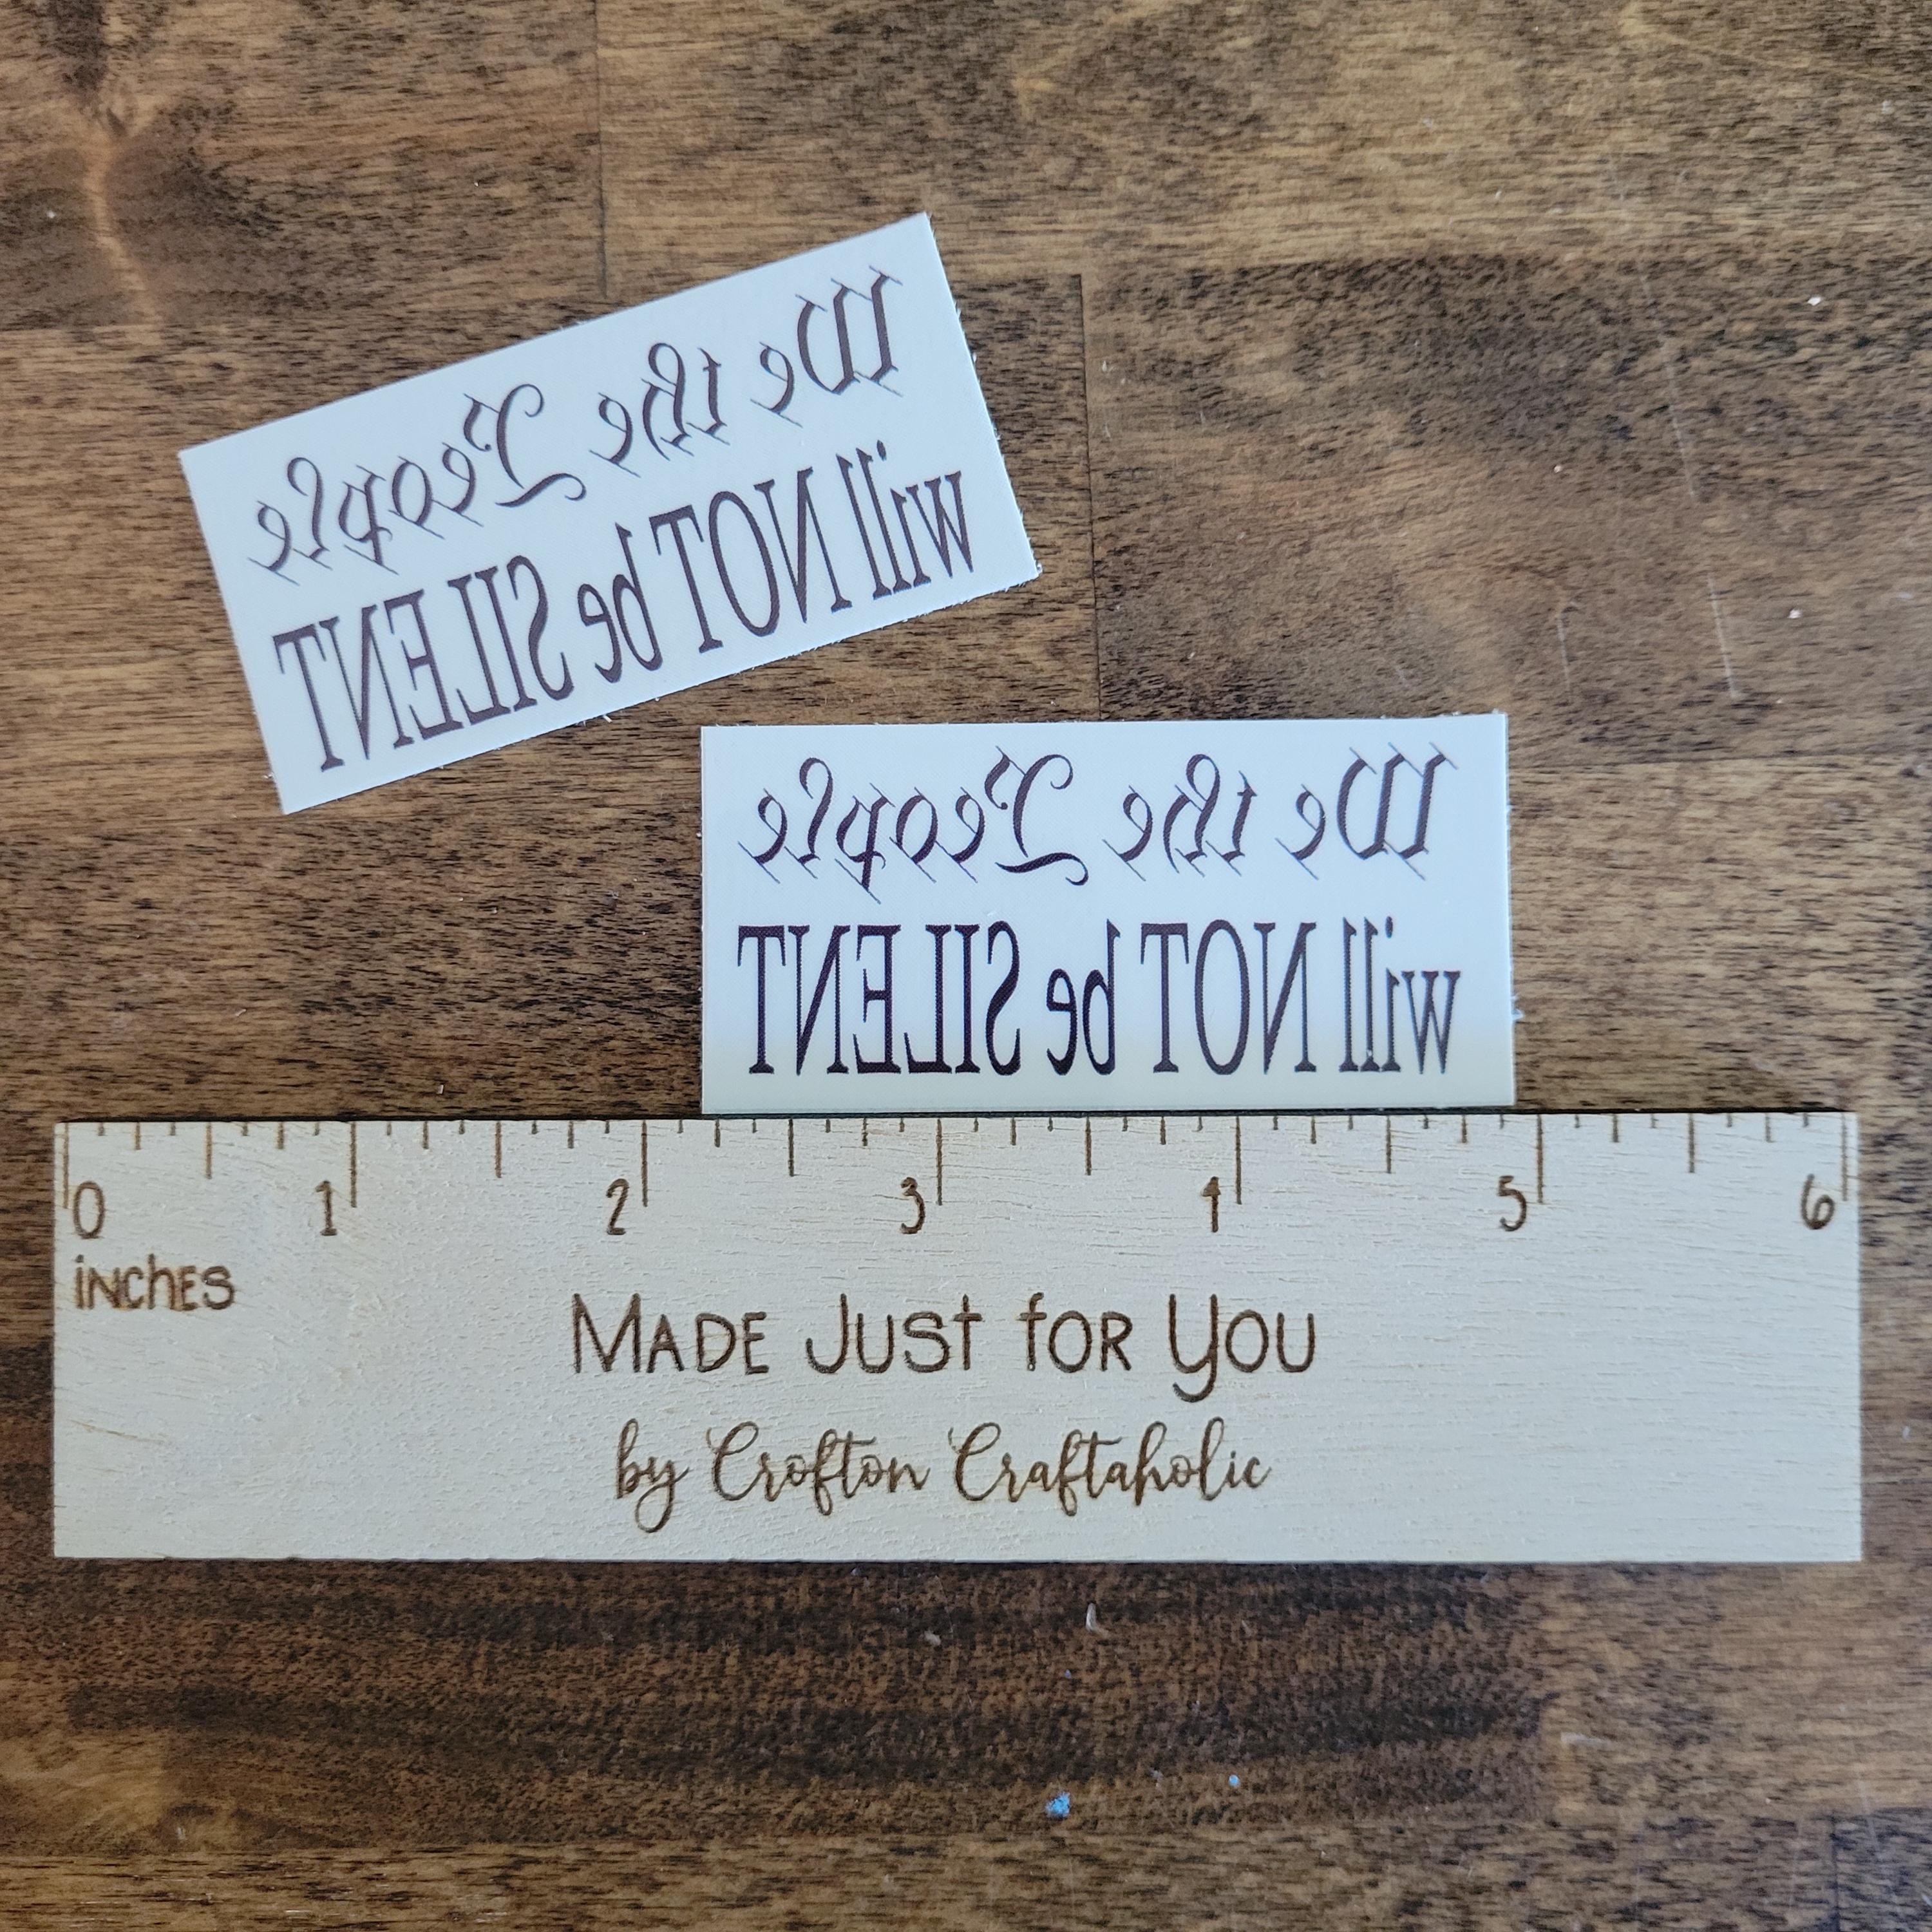 We the People
will NOT be SILENT
We the People
will NOT be SILENT
0 1 2 3 4 5 6
inches
Made Just for You
by Crofton Craftaholic